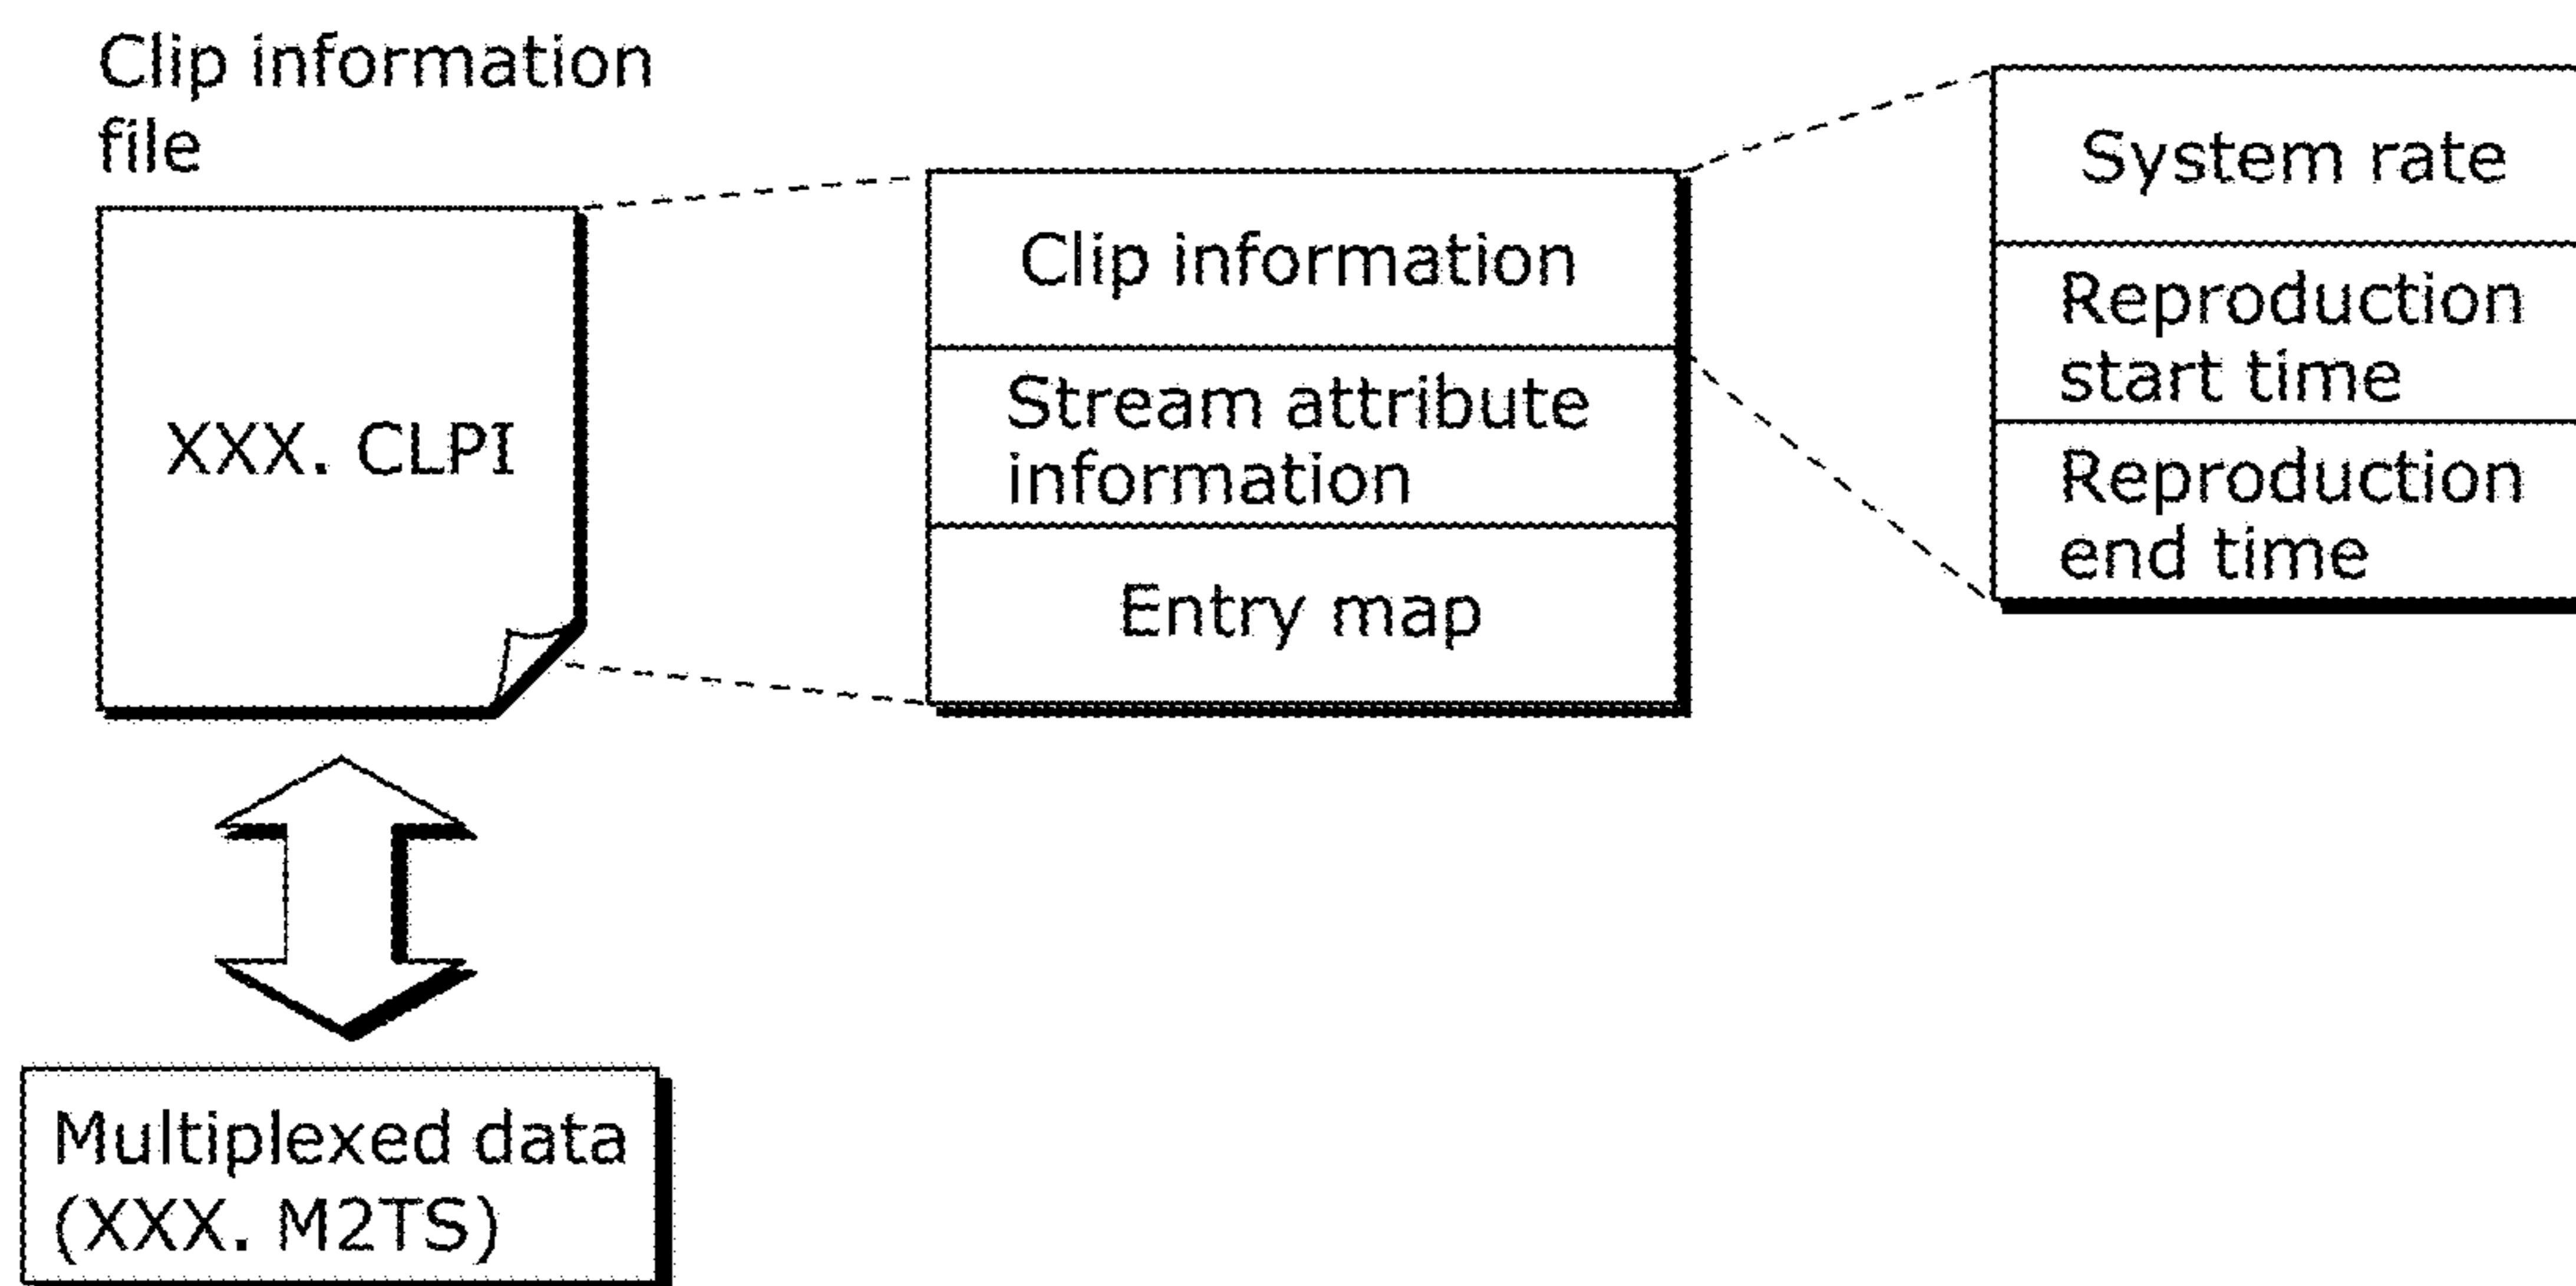 Clip information
file
XXX. CLPI
Clip information
Stream attribute
information
Entry map
System rate
Reproduction
start time
Reproduction
end time
Multiplexed data
(XXX. M2TS)